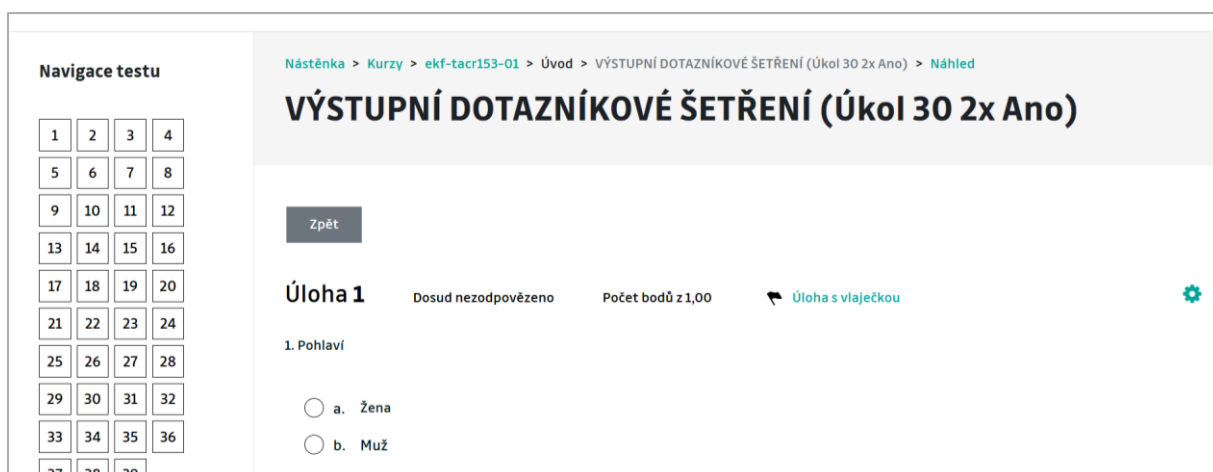 Navigace testu
1 2 3 4
5 6 7 8
9 10 11 12
13 14 15 16
17 18 19 20
21 22 23 24
25 26 27 28
29 30 31 32
33 34 35 36
37 38 39
Nástěnka > Kurzy > ekf-tacr153-01 > Úvod > VÝSTUPNÍ DOTAZNÍKOVÉ ŠETŘENÍ (Úkol 30 2x Ano) > Náhled
VÝSTUPNÍ DOTAZNÍKOVÉ ŠETŘENÍ (Úkol 30 2x Ano)
Zpět
Úloha 1 Dosud nezodpovězeno Počet bodů z 1,00 Úloha s vlaječkou
1. Pohlaví
a. Žena
b. Muž